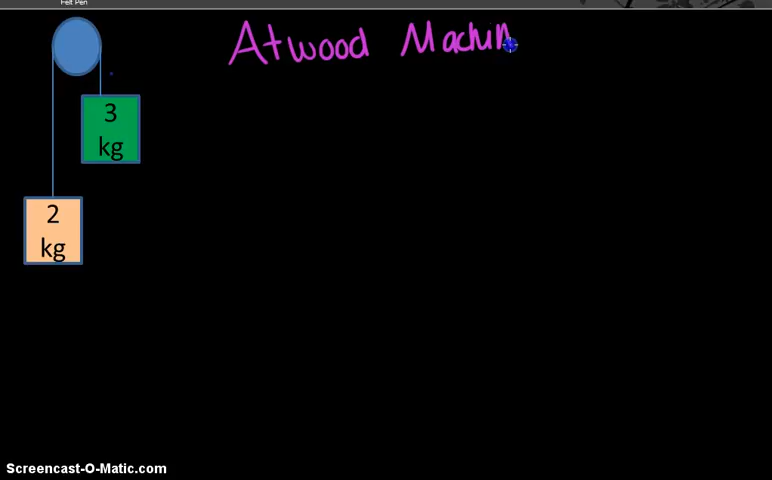 Felt Pen
Atwood Machin
3
kg
2
kg
Screencast-O-Matic.com